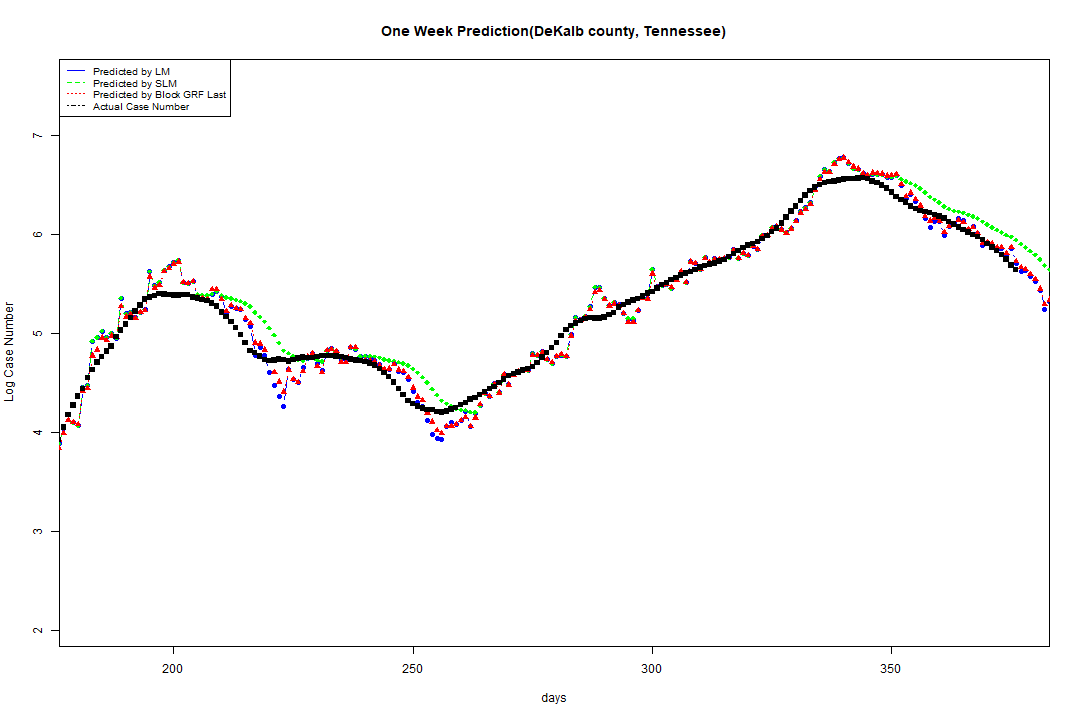 One Week Prediction(DeKalb county, Tennessee)
Predicted by LM
Predicted by SLM
Predicted by Block GRF Last
Actual Case Number
7
6
5
4
3
2
Log Case Number
200 250 300 350
days